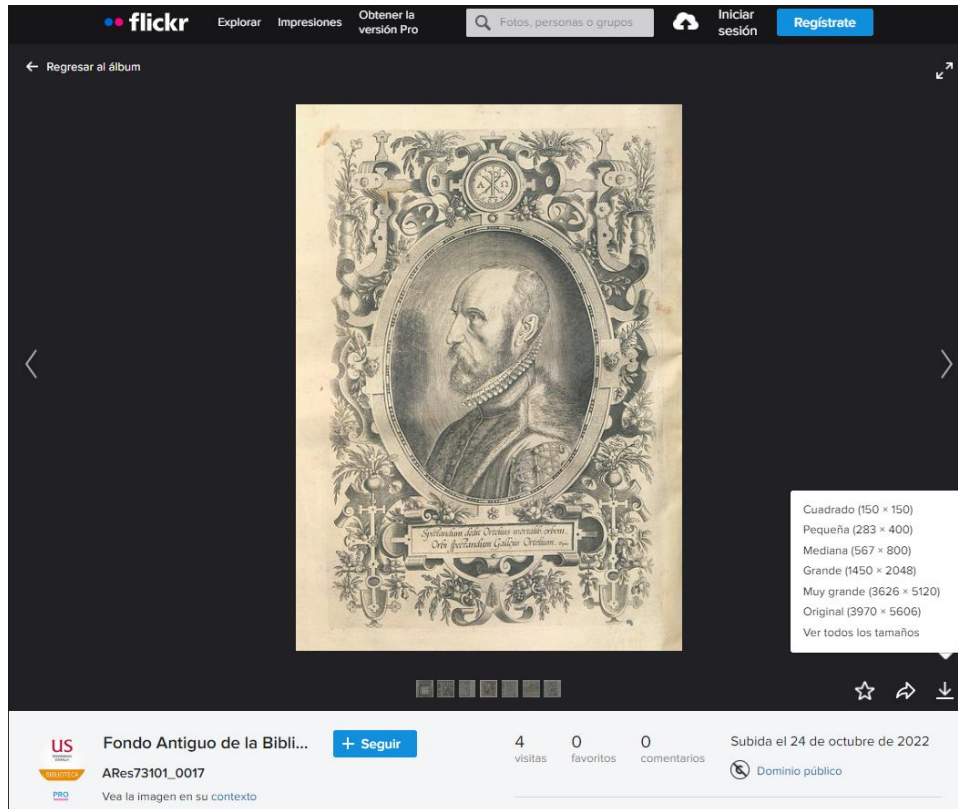 flickr
Explorar
Impresiones
Obtener la
versión Pro
Fotos, personas o grupos
Iniciar
sesión
Regístrate
Regresar al álbum
Α Ω
Spectandum dedit Ortelius mortalib. orbem,
Orbi spectandum Galleus Ortelium.
Cuadrado (150 × 150)
Pequeña (283 × 400)
Mediana (567 × 800)
Grande (1450 × 2048)
Muy grande (3626 × 5120)
Original (3970 × 5606)
Ver todos los tamaños
US
BIBLIOTECA
PRO
Fondo Antiguo de la Bibli...
+ Seguir
ARes73101_0017
Vea la imagen en su contexto
4
visitas
0
favoritos
0
comentarios
Subida el 24 de octubre de 2022
Dominio público